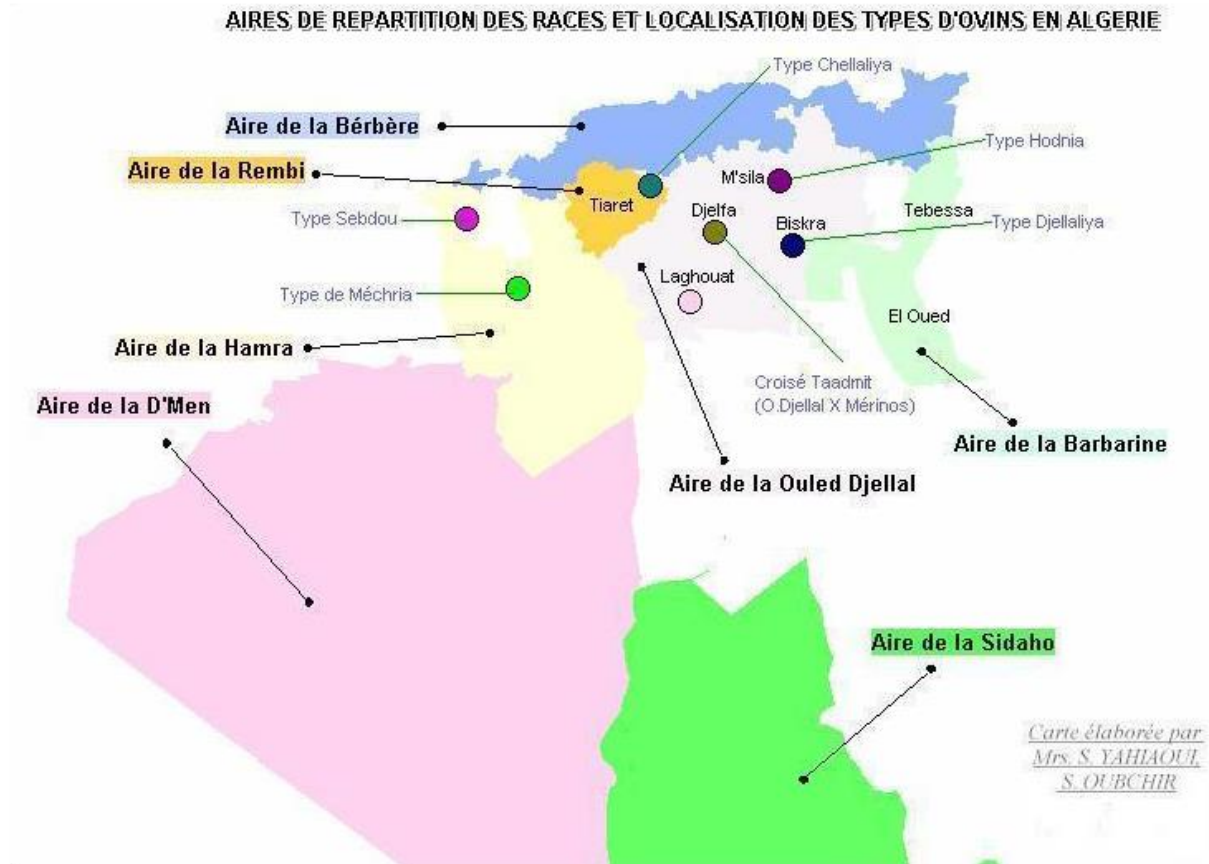 AIRES DE REPARTITION DES RACES ET LOCALISATION DES TYPES D'OVINS EN ALGERIE
Type Chellaliya
Aire de la Bérbère
Type Hodnia
Aire de la Rembi
M'sila
Tiaret
Djelfa
Tebessa
Type Sebdou
Biskra
Type Djellaliya
Laghouat
Type de Méchria
El Oued
Aire de la Hamra
Croisé Taadmit
(O.Djellal X Mérinos)
Aire de la D'Men
Aire de la Barbarine
Aire de la Ouled Djellal
Aire de la Sidaho
Carte élaborée par
Mrs. S. YAHIAOUI,
S. OUBCHIR